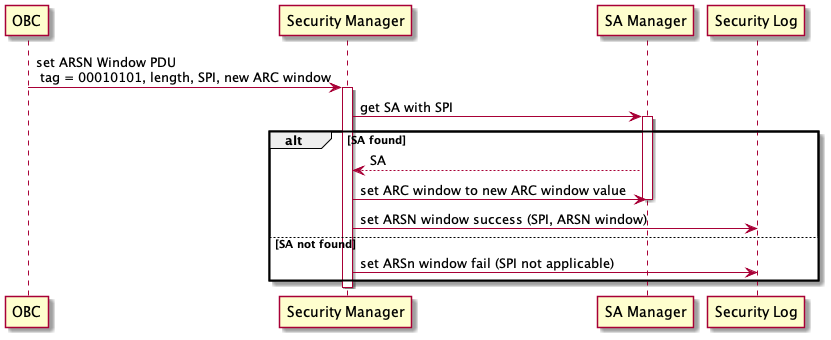 OBC
Security Manager
SA Manager
Security Log
set ARSN Window PDU
tag = 00010101, length, SPI, new ARC window
get SA with SPI
alt
[SA found]
SA
set ARC window to new ARC window value
set ARSN window success (SPI, ARSN window)
[SA not found]
set ARSn window fail (SPI not applicable)
OBC
Security Manager
SA Manager
Security Log